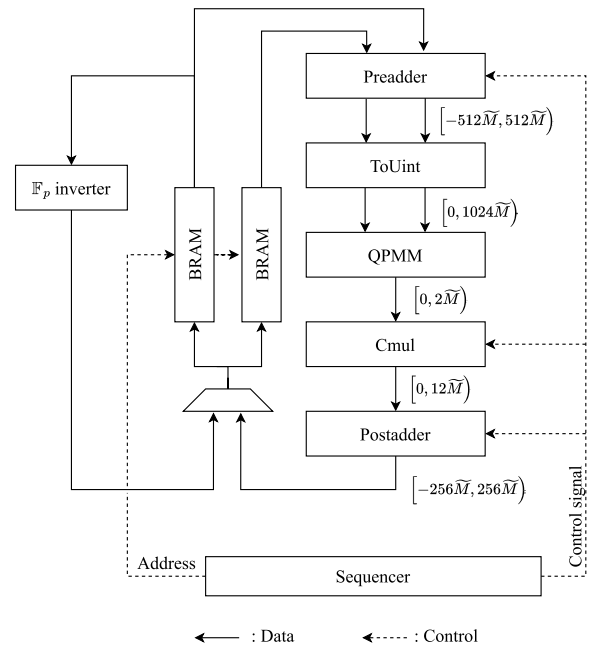 Preadder
[−512M̃, 512M̃)
ToUint
𝔽p inverter
[0, 1024M̃)
BRAM
BRAM
QPMM
[0, 2M̃)
Cmul
[0, 12M̃)
Postadder
[−256M̃, 256M̃)
Control signal
Address
Sequencer
: Data
: Control